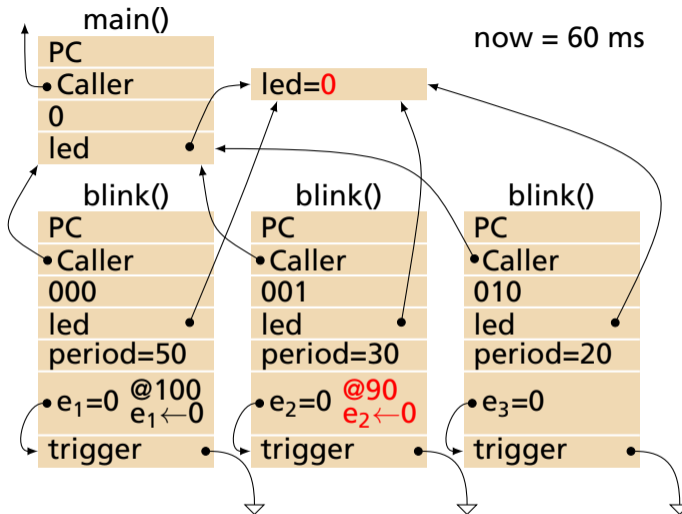 main()
PC
Caller
0
led
led=0
now = 60 ms
blink()
PC
Caller
000
led
period=50
e₁=0 @100
e₁←0
trigger
blink()
PC
Caller
001
led
period=30
e₂=0 @90
e₂←0
trigger
blink()
PC
Caller
010
led
period=20
e₃=0
trigger